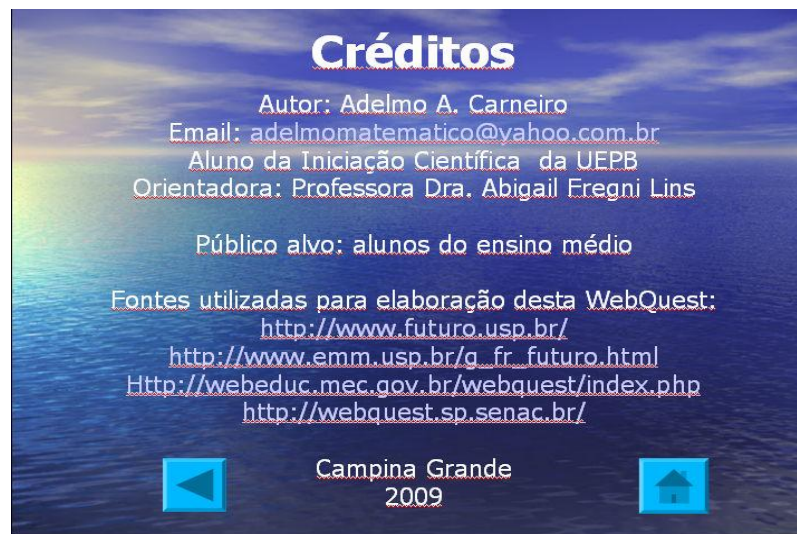 Créditos
Autor: Adelmo A. Carneiro
Email: adelmomatematico@yahoo.com.br
Aluno da Iniciação Científica da UEPB
Orientadora: Professora Dra. Abigail Fregni Lins
Público alvo: alunos do ensino médio
Fontes utilizadas para elaboração desta WebQuest:
http://www.futuro.usp.br/
http://www.emm.usp.br/g_fr_futuro.html
Http://webeduc.mec.gov.br/webquest/index.php
http://webquest.sp.senac.br/
Campina Grande
2009